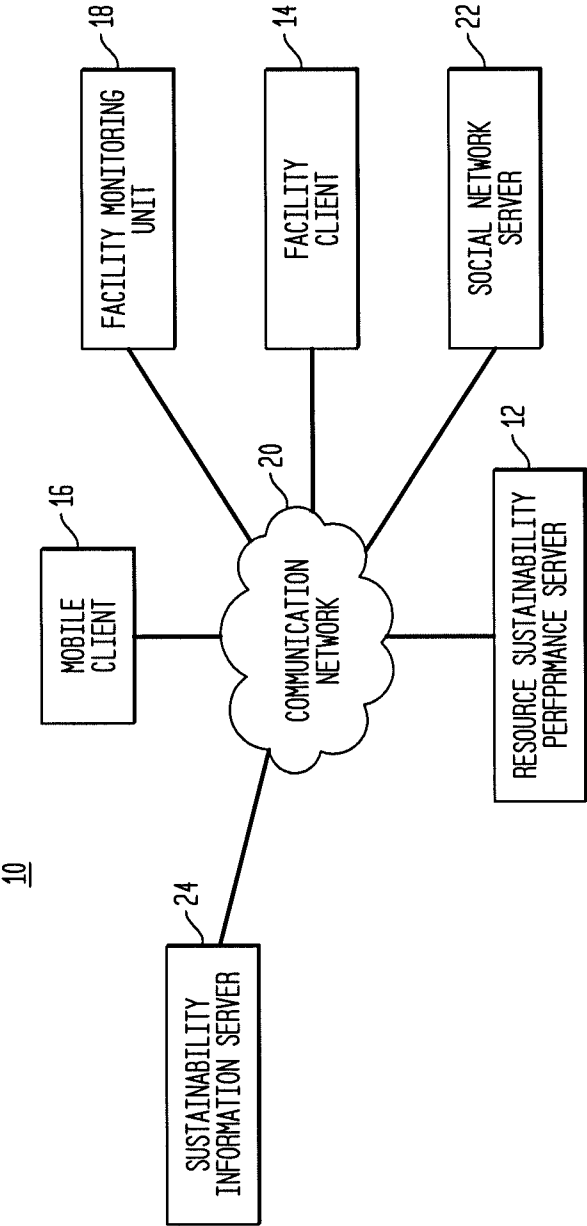 10
16
MOBILE
CLIENT
18
FACILITY MONITORING
UNIT
24
SUSTAINABILITY
INFORMATION SERVER
20
COMMUNICATION
NETWORK
14
FACILITY
CLIENT
12
RESOURCE SUSTAINABILITY
PERFPRMANCE SERVER
22
SOCIAL NETWORK
SERVER